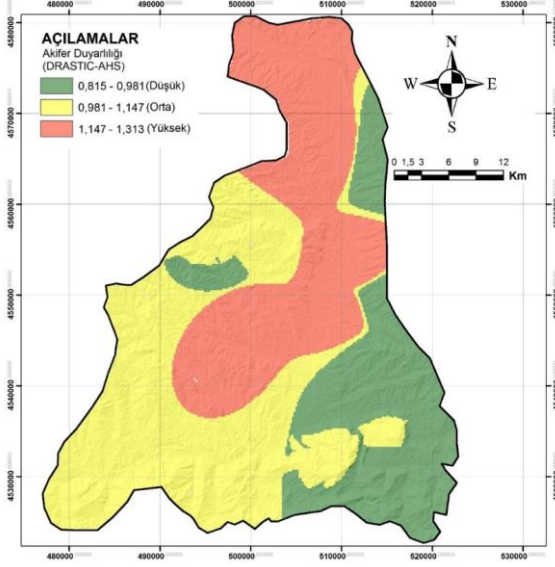 480000 490000 500000 510000 520000 530000
AÇILAMALAR
Akifer Duyarlılığı
(DRASTIC-AHS)
0,815 - 0,981(Düşük)
0,981 - 1,147 (Orta)
1,147 - 1,313 (Yüksek)
N
W E
S
0 1,5 3 6 9 12
Km
4580000
4570000
4560000
4550000
4540000
4530000
480000 490000 500000 510000 520000 530000